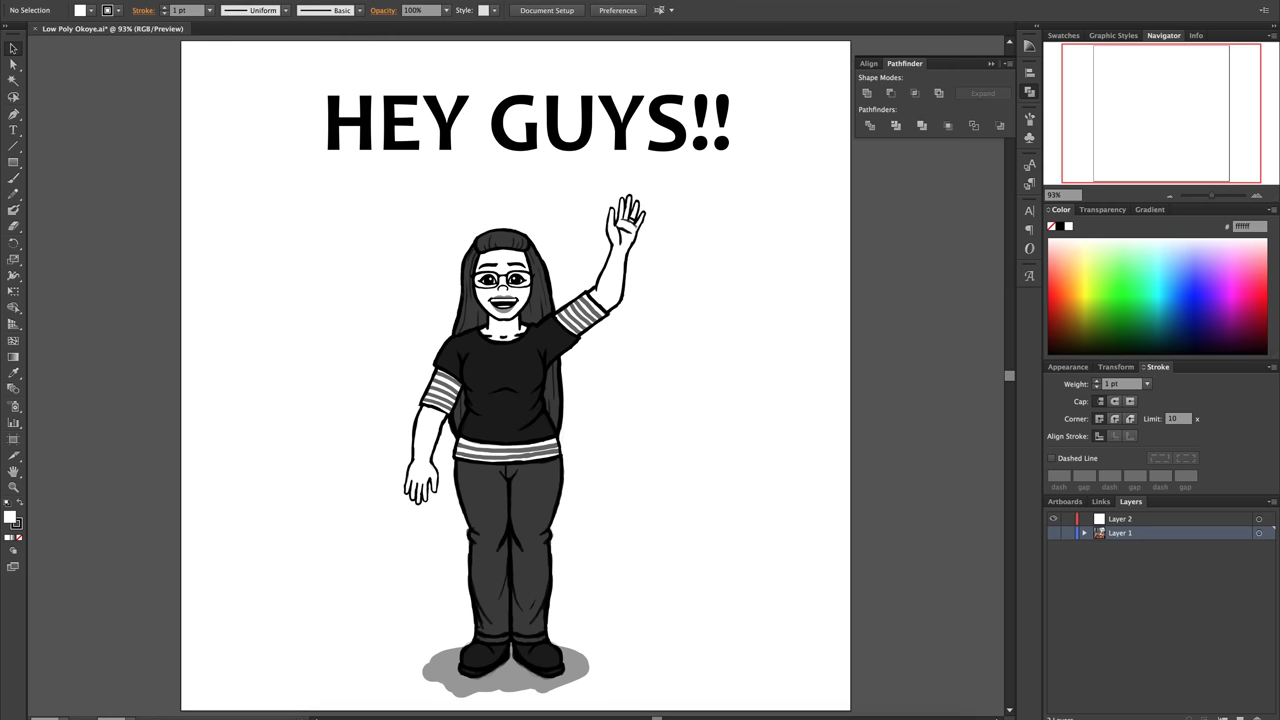 No Selection Stroke: 1 pt Uniform Basic Opacity: 100% Style: Document Setup Preferences
× Low Poly Okoye.ai* @ 93% (RGB/Preview)
HEY GUYS!!
Align Pathfinder
Shape Modes:
Expand
Pathfinders:
Swatches Graphic Styles Navigator Info
93%
Color Transparency Gradient
# ffffff
Appearance Transform Stroke
Weight: 1 pt
Cap:
Corner: Limit: 10 x
Align Stroke:
Dashed Line
dash gap dash gap dash gap
Artboards Links Layers
Layer 2
Layer 1